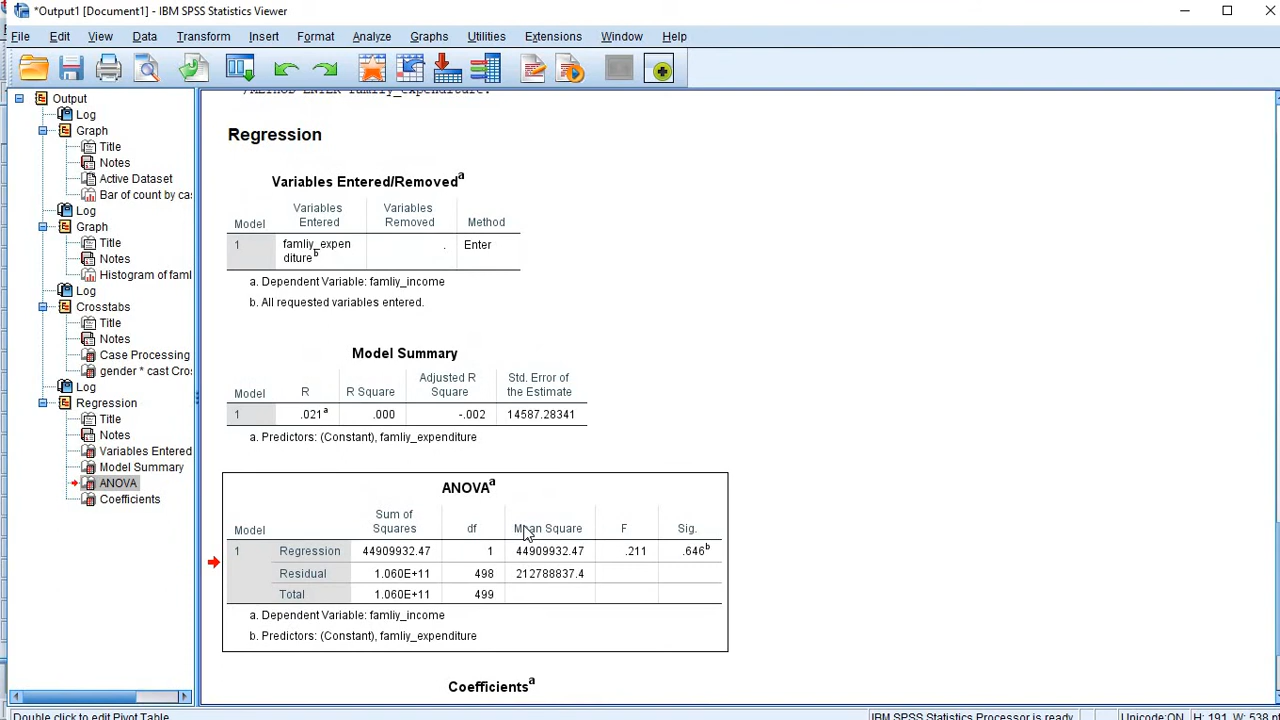 *Output1 [Document1] - IBM SPSS Statistics Viewer
File Edit View Data Transform Insert Format Analyze Graphs Utilities Extensions Window Help
Output
Log
Graph
Title
Notes
Active Dataset
Bar of count by ca
Log
Graph
Title
Notes
Histogram of faml
Log
Crosstabs
Title
Notes
Case Processing
gender * cast Cro
Log
Regression
Title
Notes
Variables Entered
Model Summary
ANOVA
Coefficients
/METHOD=ENTER famliy_expenditure.
Regression
Variables Entered/Removedᵃ
Model Variables Entered Variables Removed Method
1 famliy_expen
ditureᵇ . Enter
a. Dependent Variable: famliy_income
b. All requested variables entered.
Model Summary
Model R R Square Adjusted R Square Std. Error of the Estimate
1 .021ᵃ .000 -.002 14587.28341
a. Predictors: (Constant), famliy_expenditure
ANOVAᵃ
Model Sum of Squares df Mean Square F Sig.
1 Regression 44909932.47 1 44909932.47 .211 .646ᵇ
Residual 1.060E+11 498 212788837.4
Total 1.060E+11 499
a. Dependent Variable: famliy_income
b. Predictors: (Constant), famliy_expenditure
Coefficientsᵃ
Double click to edit Pivot Table
IBM SPSS Statistics Processor is ready Unicode:ON H: 191, W: 538